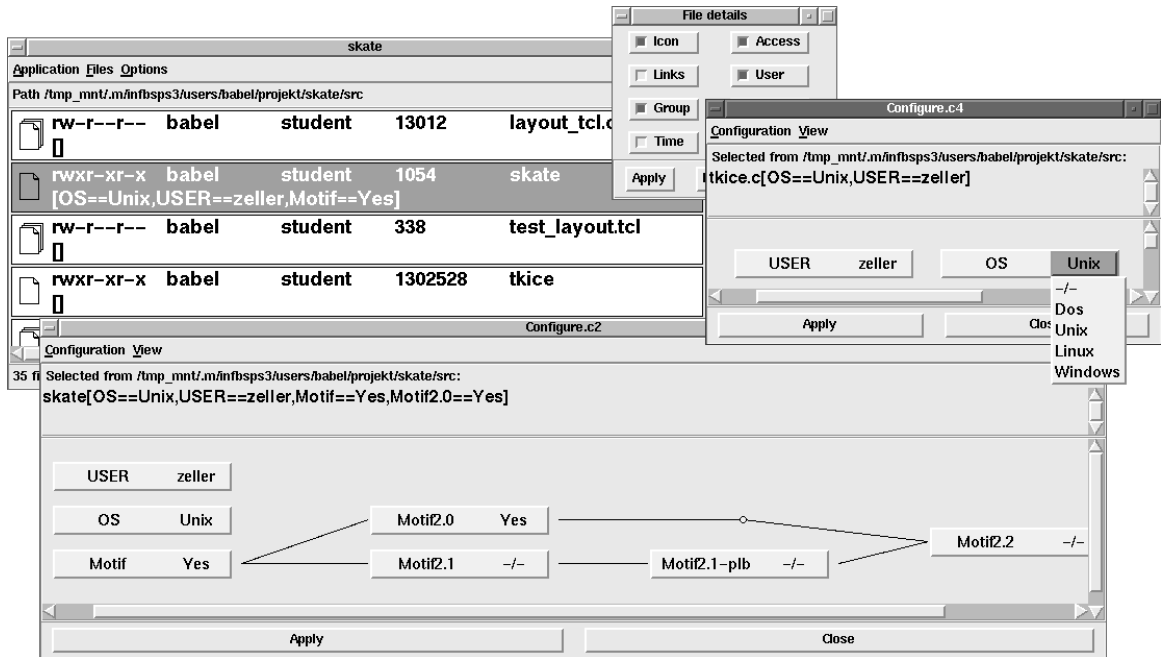 File details
Icon Access
Links User
Group
Time
Apply
skate
Application Files Options
Path /tmp_mnt/.m/infbsps3/users/babel/projekt/skate/src
rw-r--r-- babel student 13012
[]
rwxr-xr-x babel student 1054 skate
[OS==Unix,USER==zeller,Motif==Yes]
rw-r--r-- babel student 338 test_layout.tcl
[]
rwxr-xr-x babel student 1302528 tkice
[]
35
Configure.c4
Configuration View
Selected from /tmp_mnt/.m/infbsps3/users/babel/projekt/skate/src:
tkice.c[OS==Unix,USER==zeller]
USER zeller OS Unix
-/-
Dos
Unix
Linux
Windows
Apply
Configure.c2
Configuration View
Selected from /tmp_mnt/.m/infbsps3/users/babel/projekt/skate/src:
skate[OS==Unix,USER==zeller,Motif==Yes,Motif2.0==Yes]
USER zeller
OS Unix Motif2.0 Yes
Motif Yes Motif2.1 -/- Motif2.1-plb -/- Motif2.2 -/-
Apply Close